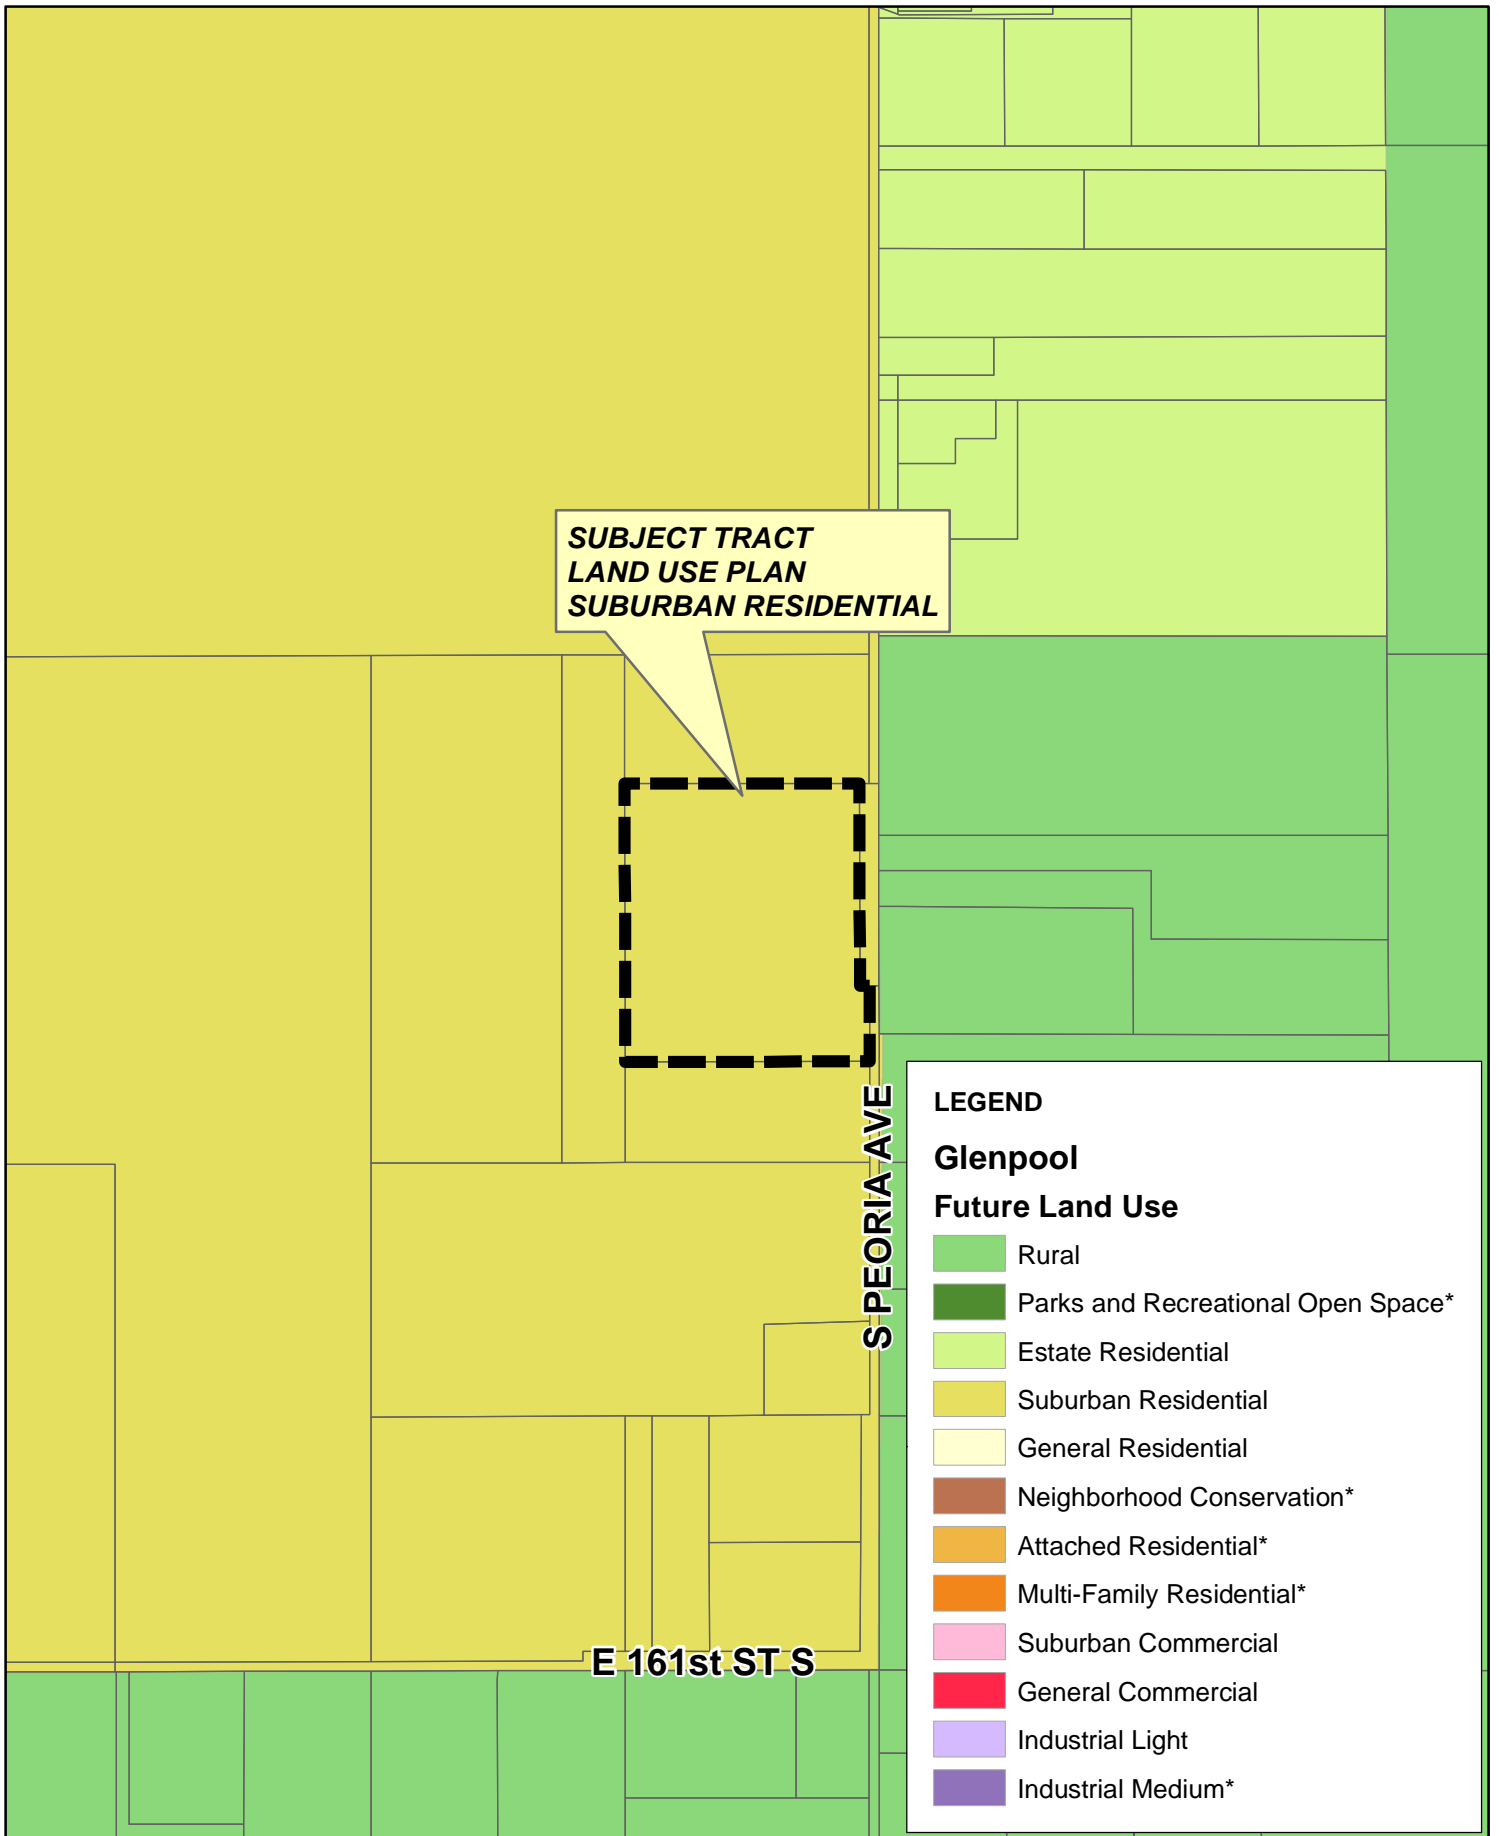 SUBJECT TRACT
LAND USE PLAN
SUBURBAN RESIDENTIAL
S PEORIA AVE
E 161st ST S
LEGEND
Glenpool
Future Land Use
Rural
Parks and Recreational Open Space*
Estate Residential
Suburban Residential
General Residential
Neighborhood Conservation*
Attached Residential*
Multi-Family Residential*
Suburban Commercial
General Commercial
Industrial Light
Industrial Medium*